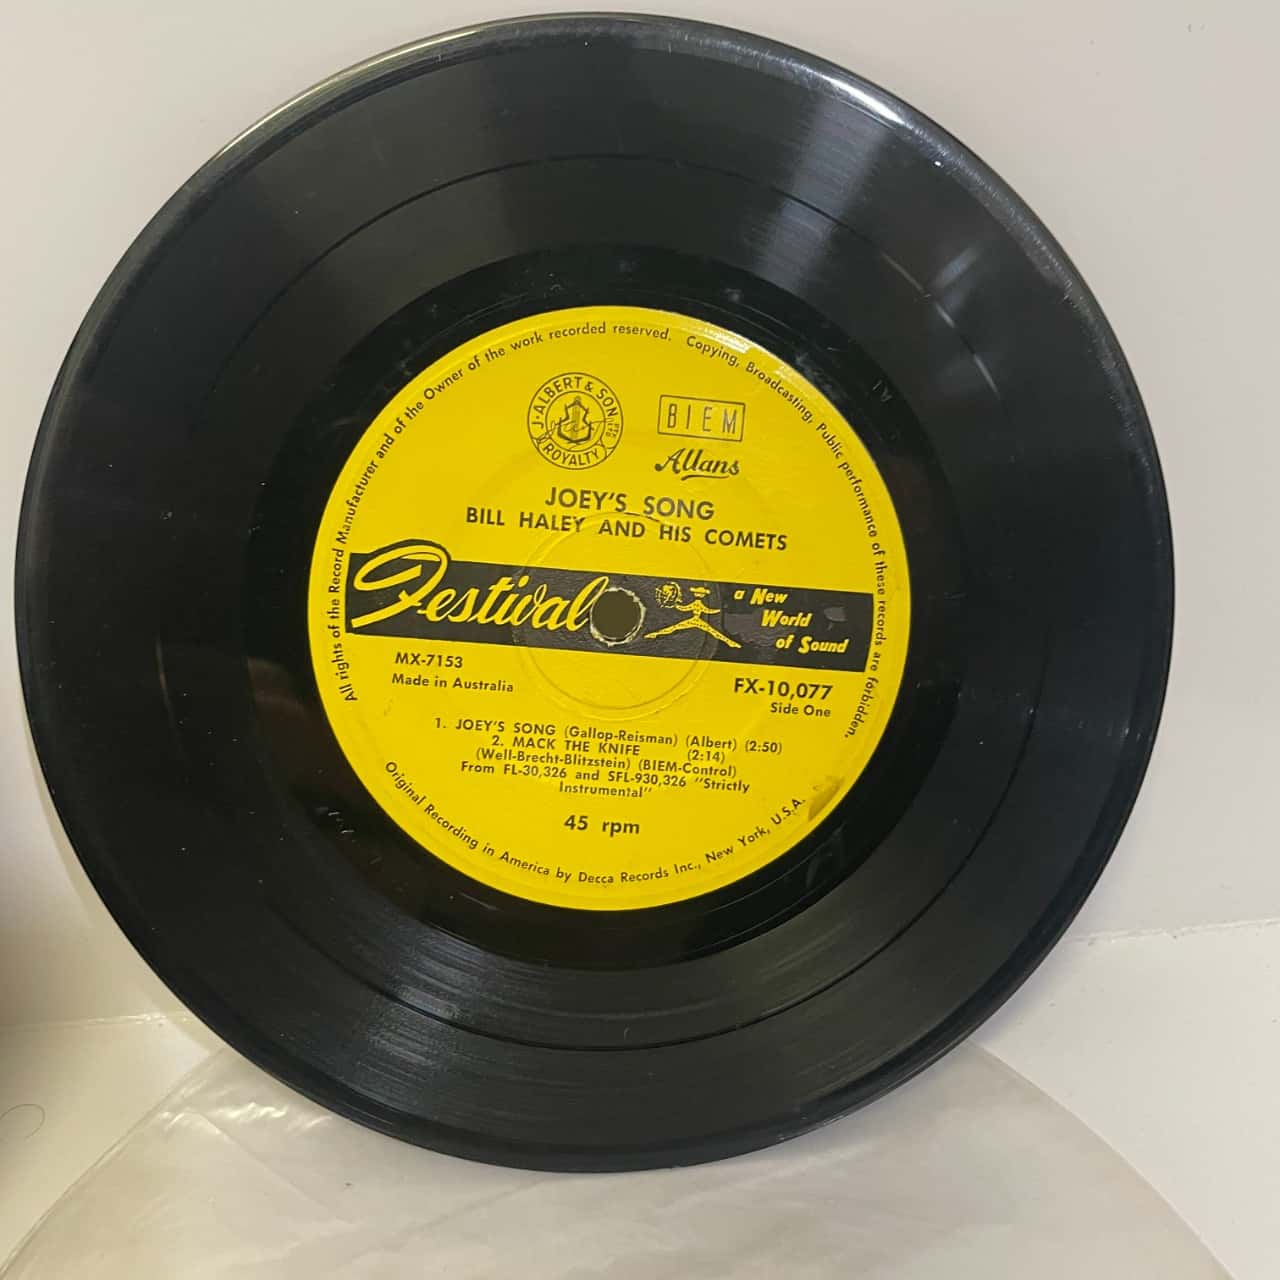 All rights of the Record Manufacturer and of the Owner of the work recorded reserved. Copying, Broadcasting, Public performance of these records are forbidden.
J. ALBERT & SON PTY LTD
ROYALTY
BIEM
Allans
JOEY'S SONG
BILL HALEY AND HIS COMETS
Festival
a New
World
of Sound
MX-7153
Made in Australia
FX-10,077
Side One
1. JOEY'S SONG (Gallop-Reisman) (Albert) (2:50)
2. MACK THE KNIFE (2:14)
(Well-Brecht-Blitzstein) (BIEM-Control)
From FL-30,326 and SFL-930,326 "Strictly
Instrumental"
45 rpm
Original Recording in America by Decca Records Inc., New York, U.S.A.